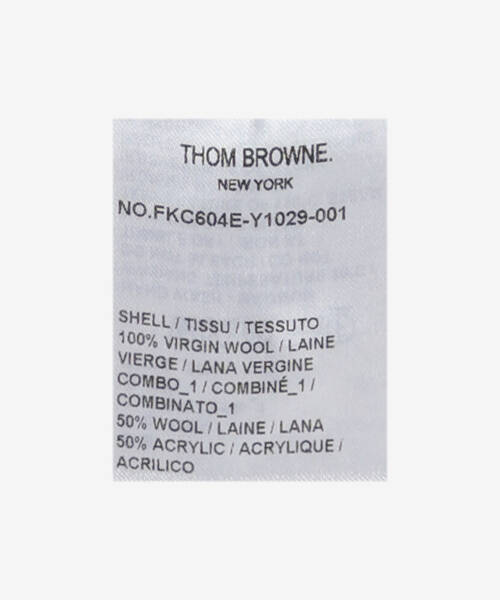 THOM BROWNE.
NEW YORK
NO.FKC604E-Y1029-001
SHELL / TISSU / TESSUTO
100% VIRGIN WOOL / LAINE
VIERGE / LANA VERGINE
COMBO_1 / COMBINÉ_1 /
COMBINATO_1
50% WOOL / LAINE / LANA
50% ACRYLIC / ACRYLIQUE /
ACRILICO